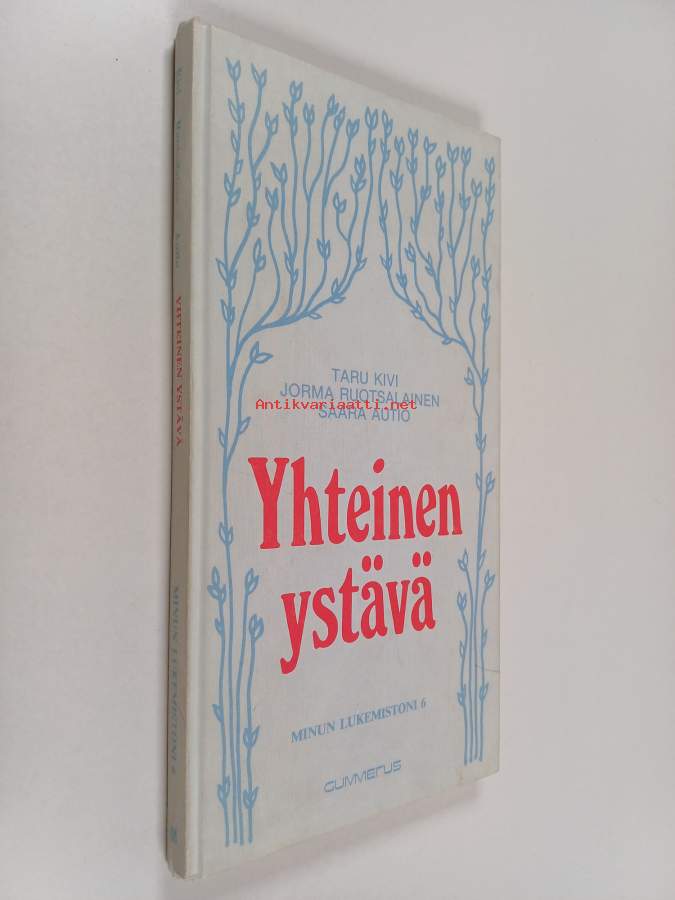 TARU KIVI
JORMA RUOTSALAINEN
Antikvariaatti.net
SAARA AUTIO
Yhteinen
ystävä
MINUN LUKEMISTONI 6
GUMMERUS
YHTEINEN YSTÄVÄ
MINUN LUKEMISTONI 6